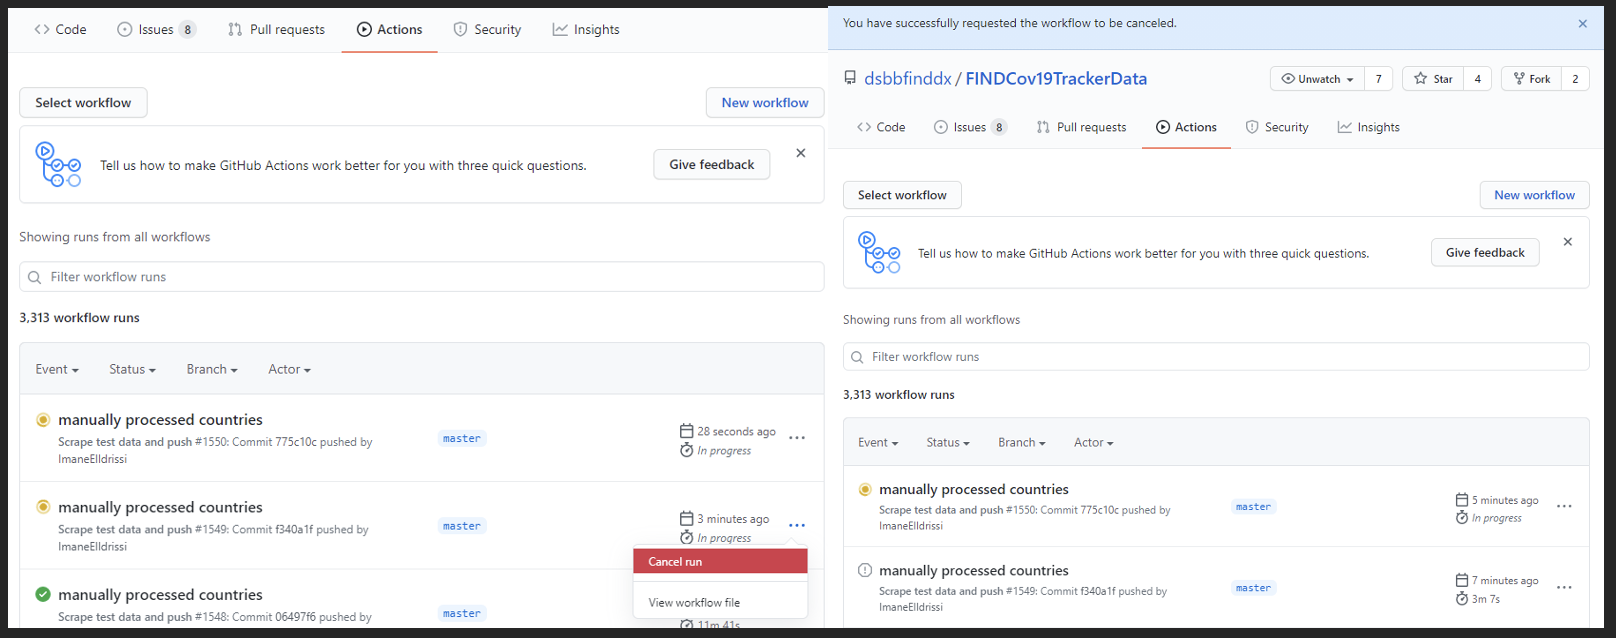 Code Issues 8 Pull requests Actions Security Insights
Select workflow New workflow
Tell us how to make GitHub Actions work better for you with three quick questions. Give feedback
Showing runs from all workflows
Filter workflow runs
3,313 workflow runs
Event Status Branch Actor
manually processed countries
Scrape test data and push #1550: Commit 775c10c pushed by
ImaneElldrissi
master
28 seconds ago
In progress
manually processed countries
Scrape test data and push #1549: Commit f340a1f pushed by
ImaneElldrissi
master
3 minutes ago
In progress
Cancel run
View workflow file
manually processed countries
Scrape test data and push #1548: Commit 06497f6 pushed by
master
11m 41s
You have successfully requested the workflow to be canceled.
dsbbfinddx / FINDCov19TrackerData
Unwatch 7 Star 4 Fork 2
Code Issues 8 Pull requests Actions Security Insights
Select workflow New workflow
Tell us how to make GitHub Actions work better for you with three quick questions. Give feedback
Showing runs from all workflows
Filter workflow runs
3,313 workflow runs
Event Status Branch Actor
manually processed countries
Scrape test data and push #1550: Commit 775c10c pushed by
ImaneElldrissi
master
5 minutes ago
In progress
manually processed countries
Scrape test data and push #1549: Commit f340a1f pushed by
ImaneElldrissi
master
7 minutes ago
3m 7s